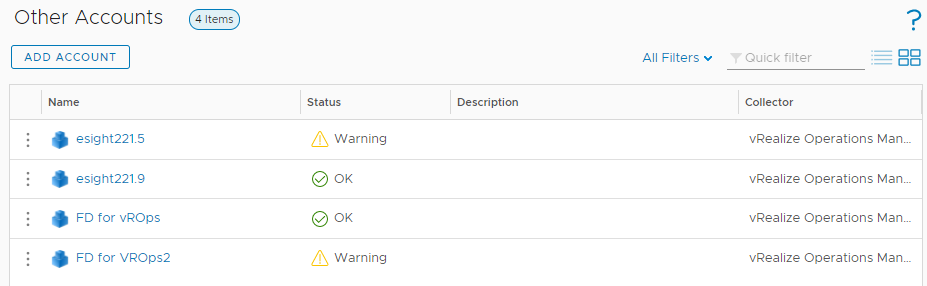 Other Accounts 4 Items
?
ADD ACCOUNT All Filters Quick filter
Name Status Description Collector
esight221.5 Warning vRealize Operations Man...
esight221.9 OK vRealize Operations Man...
FD for vROps OK vRealize Operations Man...
FD for VROps2 Warning vRealize Operations Man...